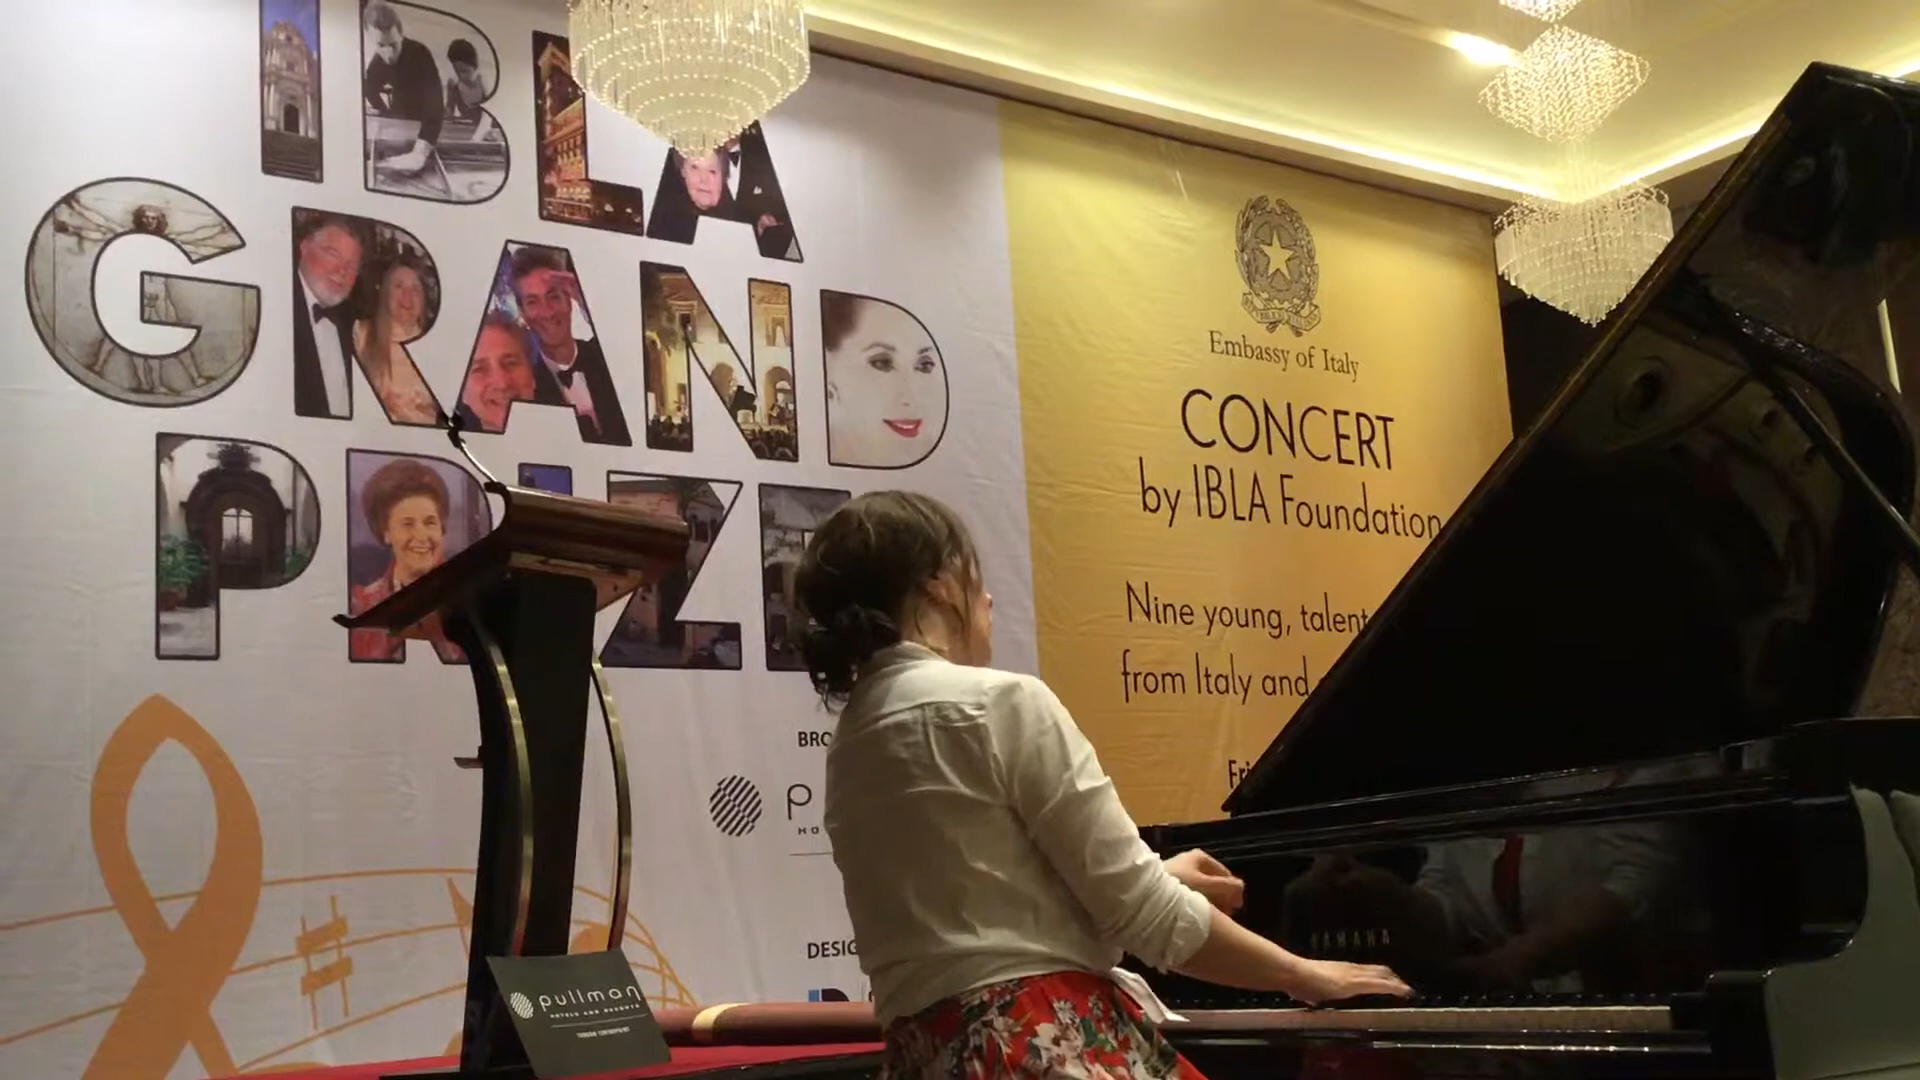 IBLA
GRAND
PRIZE
Embassy of Italy
CONCERT
by IBLA Foundation
Nine young, talent
from Italy and
Fri
BRO
P
HO
DESIG
pullman
HOTELS AND RESORTS
YAMAHA